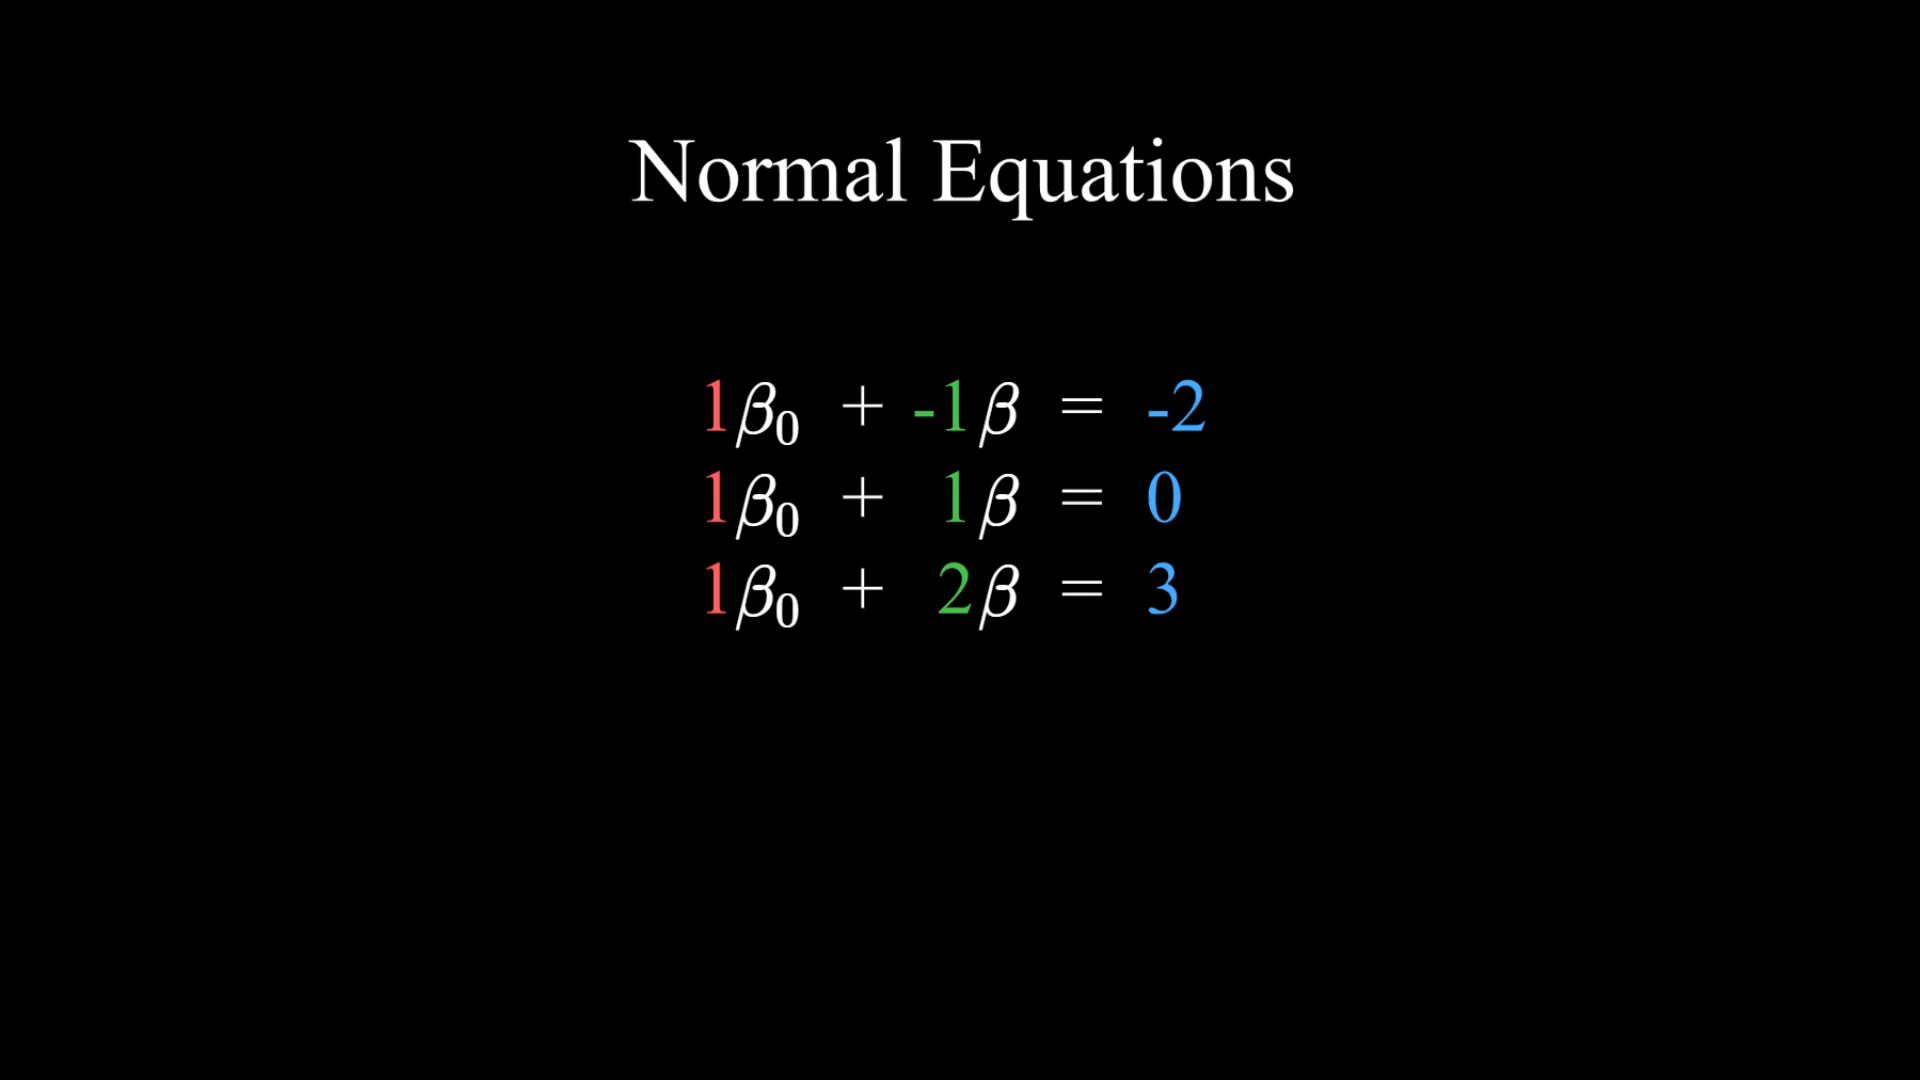 Normal Equations
1β₀ + -1β = -2
1β₀ + 1β = 0
1β₀ + 2β = 3